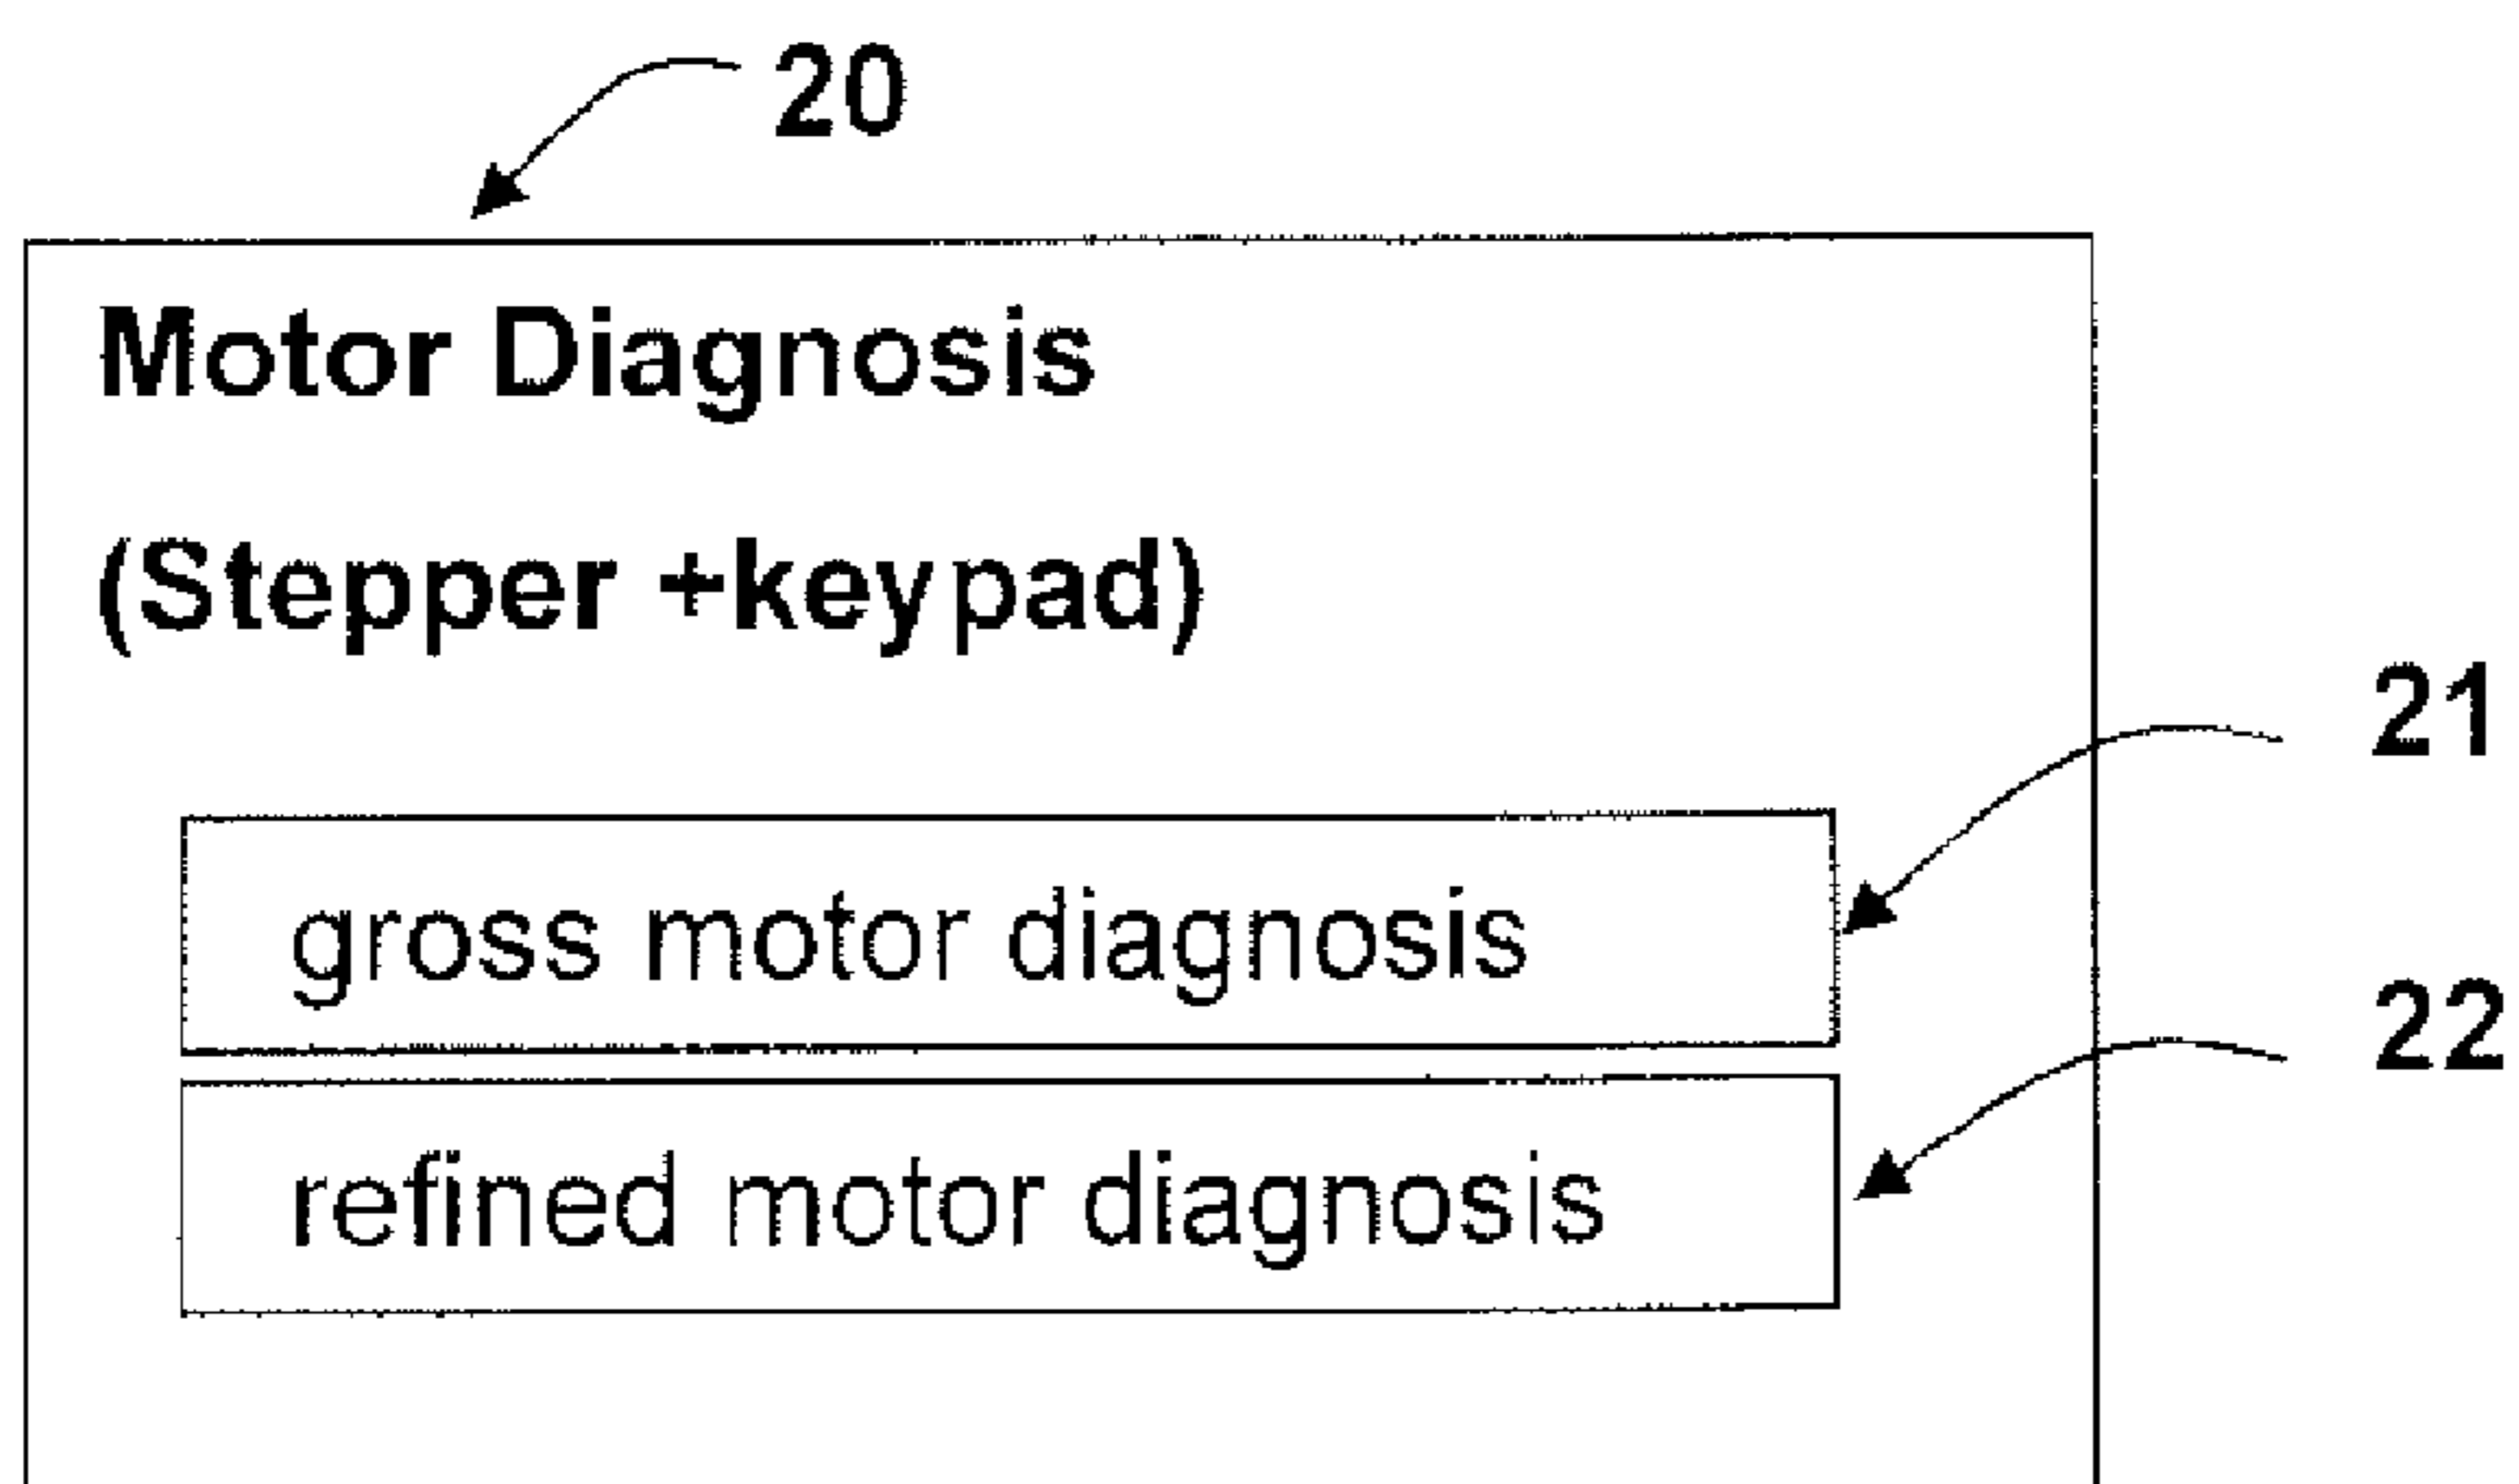 20
Motor Diagnosis
(Stepper +keypad)
21
gross motor diagnosis
22
refined motor diagnosis